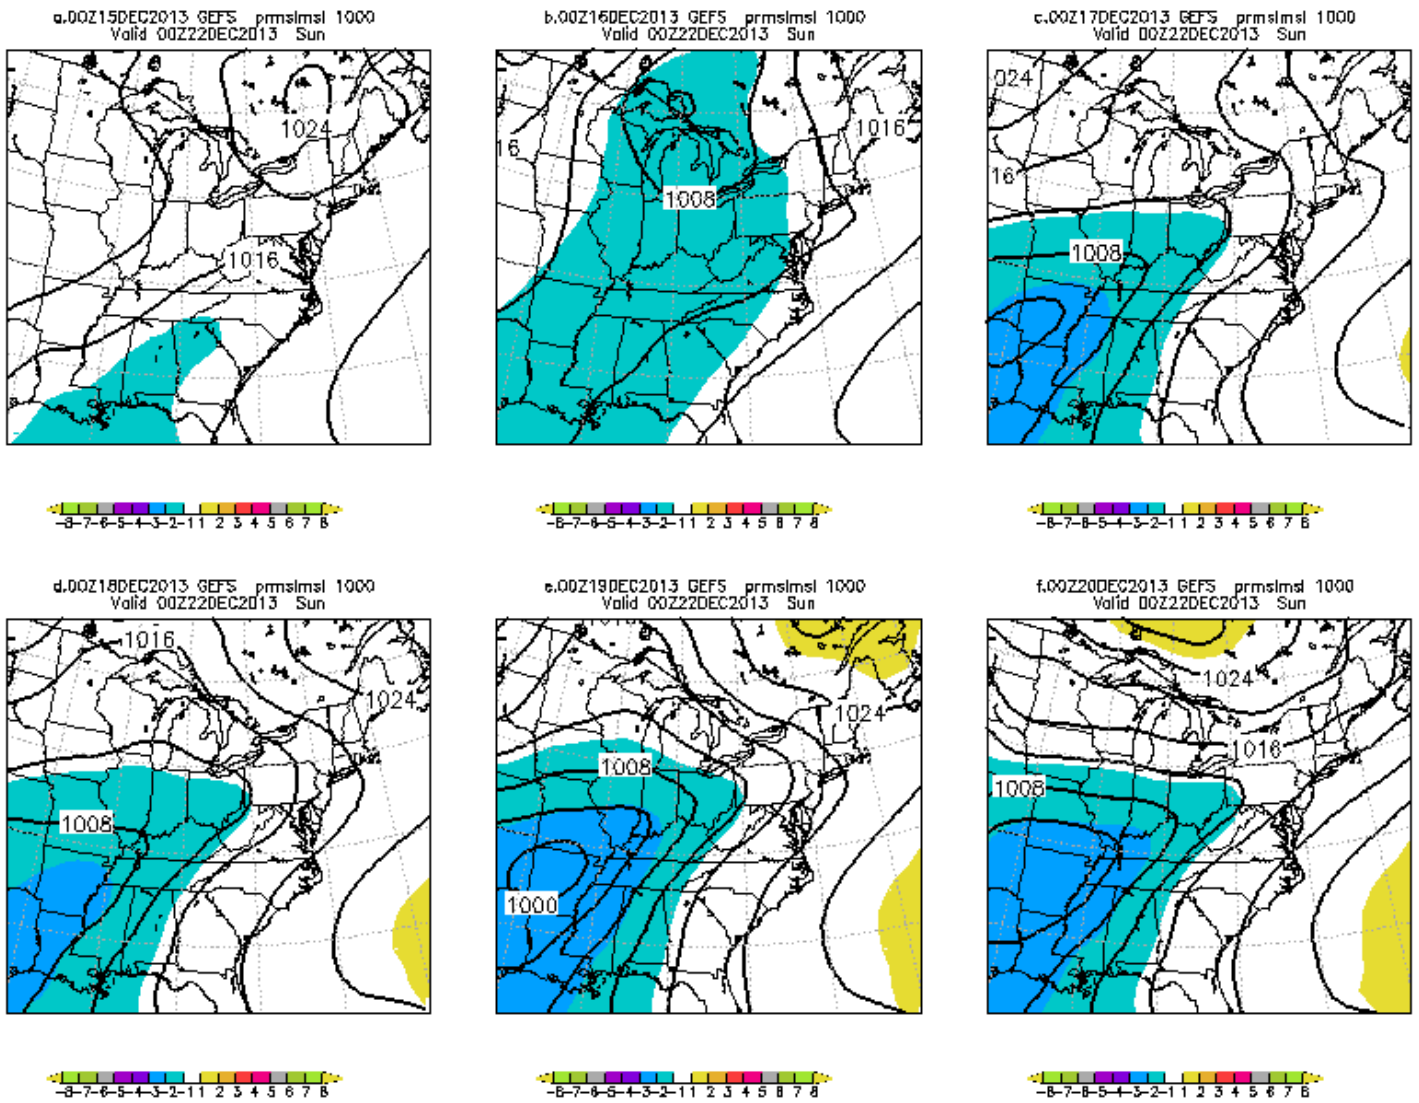 a.00Z15DEC2013 GEFS prmslmsl 1000
Valid 00Z22DEC2013 Sun
b.00Z16DEC2013 GEFS prmslmsl 1000
Valid 00Z22DEC2013 Sun
c.00Z17DEC2013 GEFS prmslmsl 1000
Valid 00Z22DEC2013 Sun
1024
1016
16
1016
1008
024
16
1008
-8-7-6-5-4-3-2-1 1 2 3 4 5 6 7 8
-8-7-6-5-4-3-2-1 1 2 3 4 5 6 7 8
-8-7-6-5-4-3-2-1 1 2 3 4 5 6 7 8
d.00Z18DEC2013 GEFS prmslmsl 1000
Valid 00Z22DEC2013 Sun
e.00Z19DEC2013 GEFS prmslmsl 1000
Valid 00Z22DEC2013 Sun
f.00Z20DEC2013 GEFS prmslmsl 1000
Valid 00Z22DEC2013 Sun
1016
1024
1008
1024
1008
1000
1024
1016
1008
-8-7-6-5-4-3-2-1 1 2 3 4 5 6 7 8
-8-7-6-5-4-3-2-1 1 2 3 4 5 6 7 8
-8-7-6-5-4-3-2-1 1 2 3 4 5 6 7 8